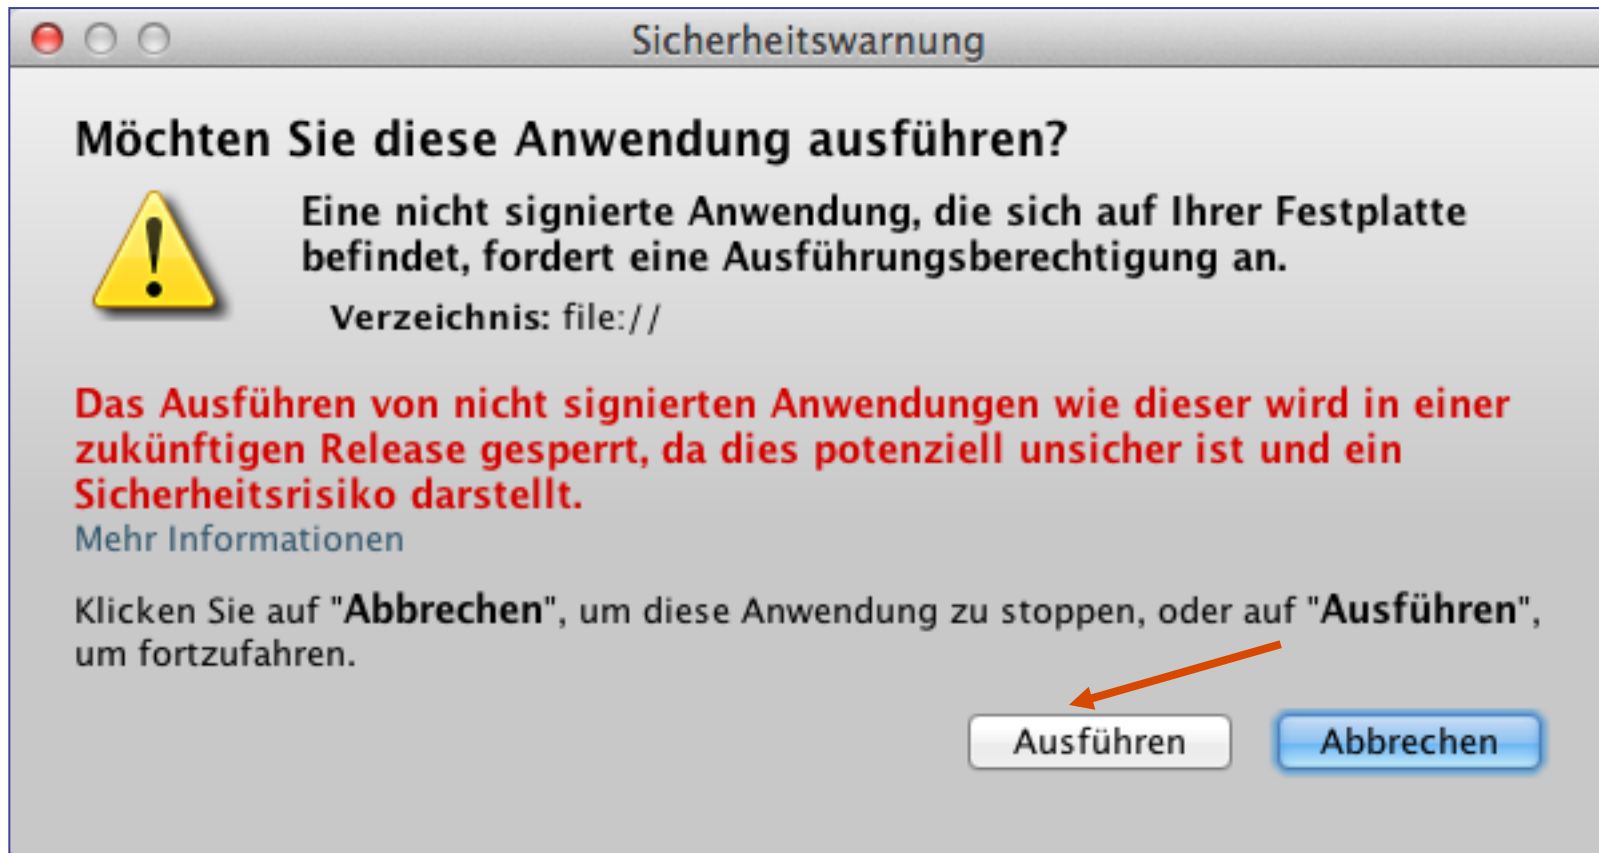 Sicherheitswarnung
Möchten Sie diese Anwendung ausführen?
Eine nicht signierte Anwendung, die sich auf Ihrer Festplatte
befindet, fordert eine Ausführungsberechtigung an.
Verzeichnis: file://
Das Ausführen von nicht signierten Anwendungen wie dieser wird in einer
zukünftigen Release gesperrt, da dies potenziell unsicher ist und ein
Sicherheitsrisiko darstellt.
Mehr Informationen
Klicken Sie auf "Abbrechen", um diese Anwendung zu stoppen, oder auf "Ausführen",
um fortzufahren.
Ausführen Abbrechen